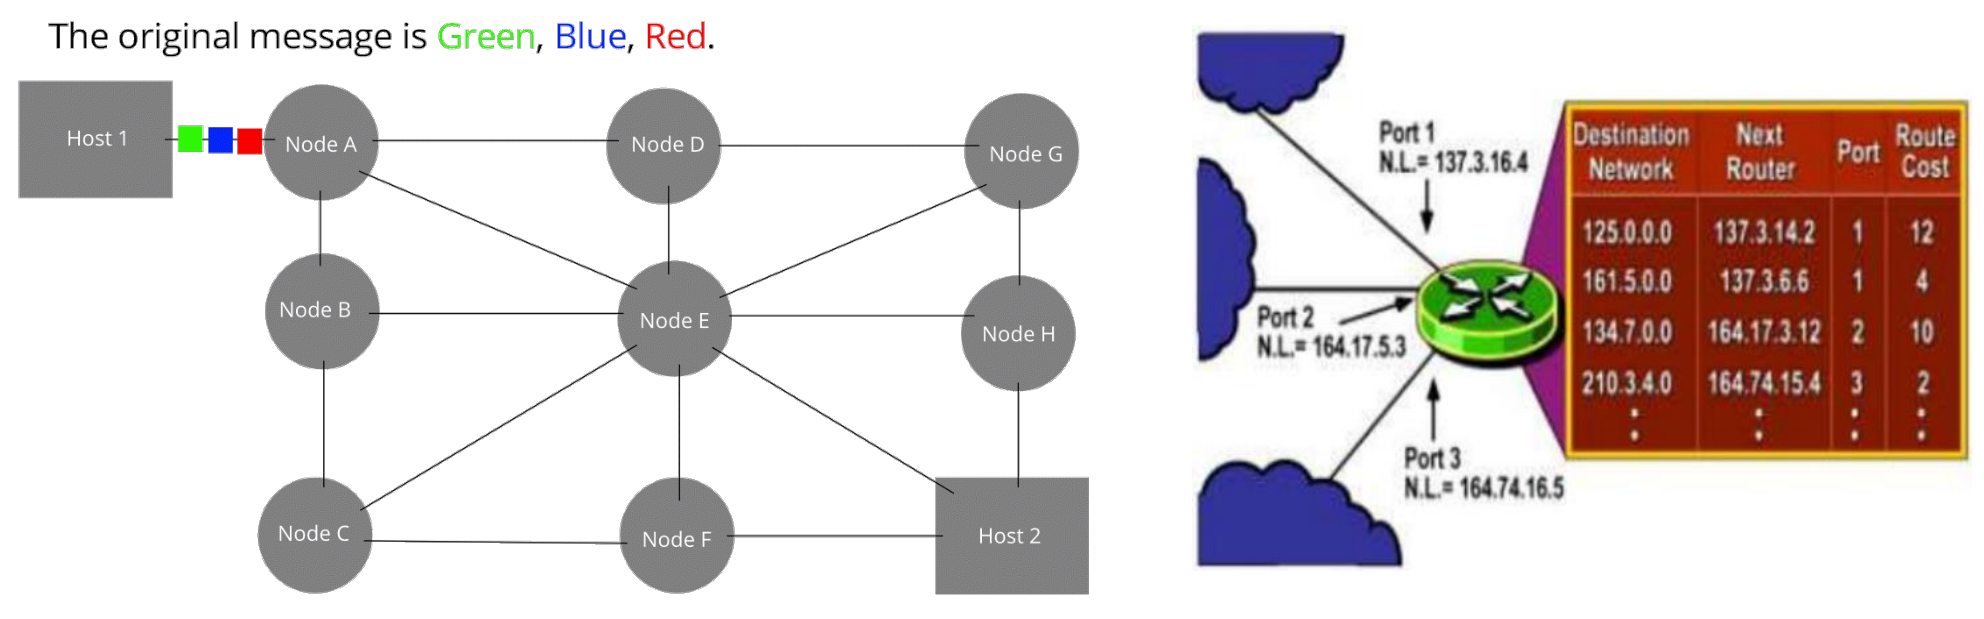 The original message is Green, Blue, Red.
Host 1
Node A
Node D
Node G
Node B
Node E
Node H
Node C
Node F
Host 2
Port 1
N.L.= 137.3.16.4
Port 2
N.L.= 164.17.5.3
Port 3
N.L.= 164.74.16.5
Destination Network Next Router Port Route Cost
125.0.0.0 137.3.14.2 1 12
161.5.0.0 137.3.6.6 1 4
134.7.0.0 164.17.3.12 2 10
210.3.4.0 164.74.15.4 3 2